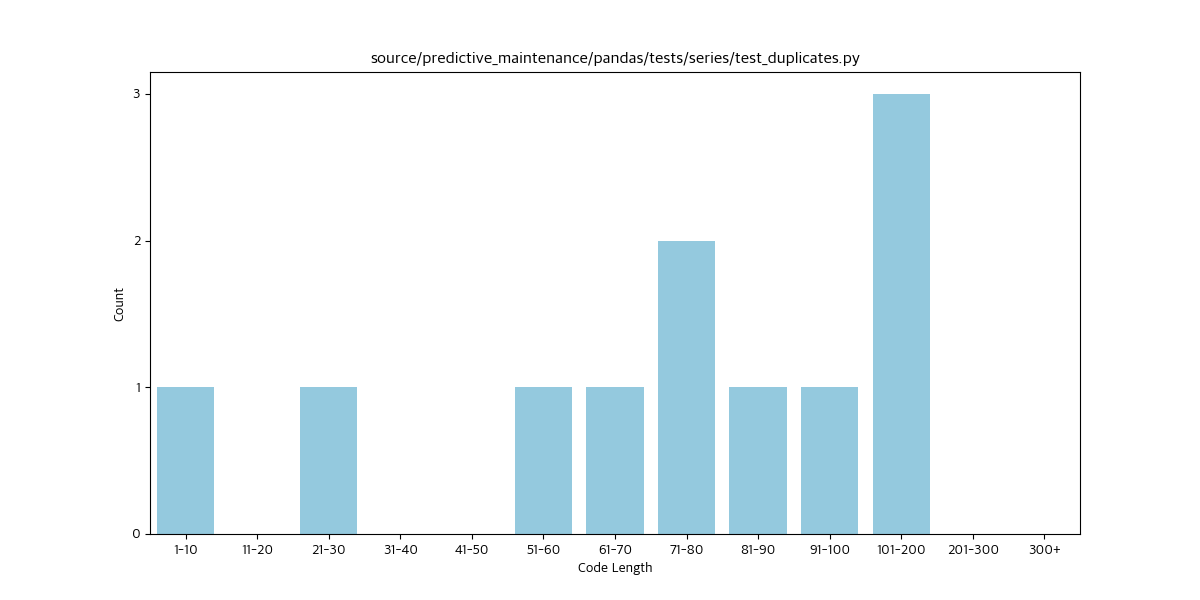 source/predictive_maintenance/pandas/tests/series/test_duplicates.py
3
2
1
0
Count
1-10 11-20 21-30 31-40 41-50 51-60 61-70 71-80 81-90 91-100 101-200 201-300 300+
Code Length